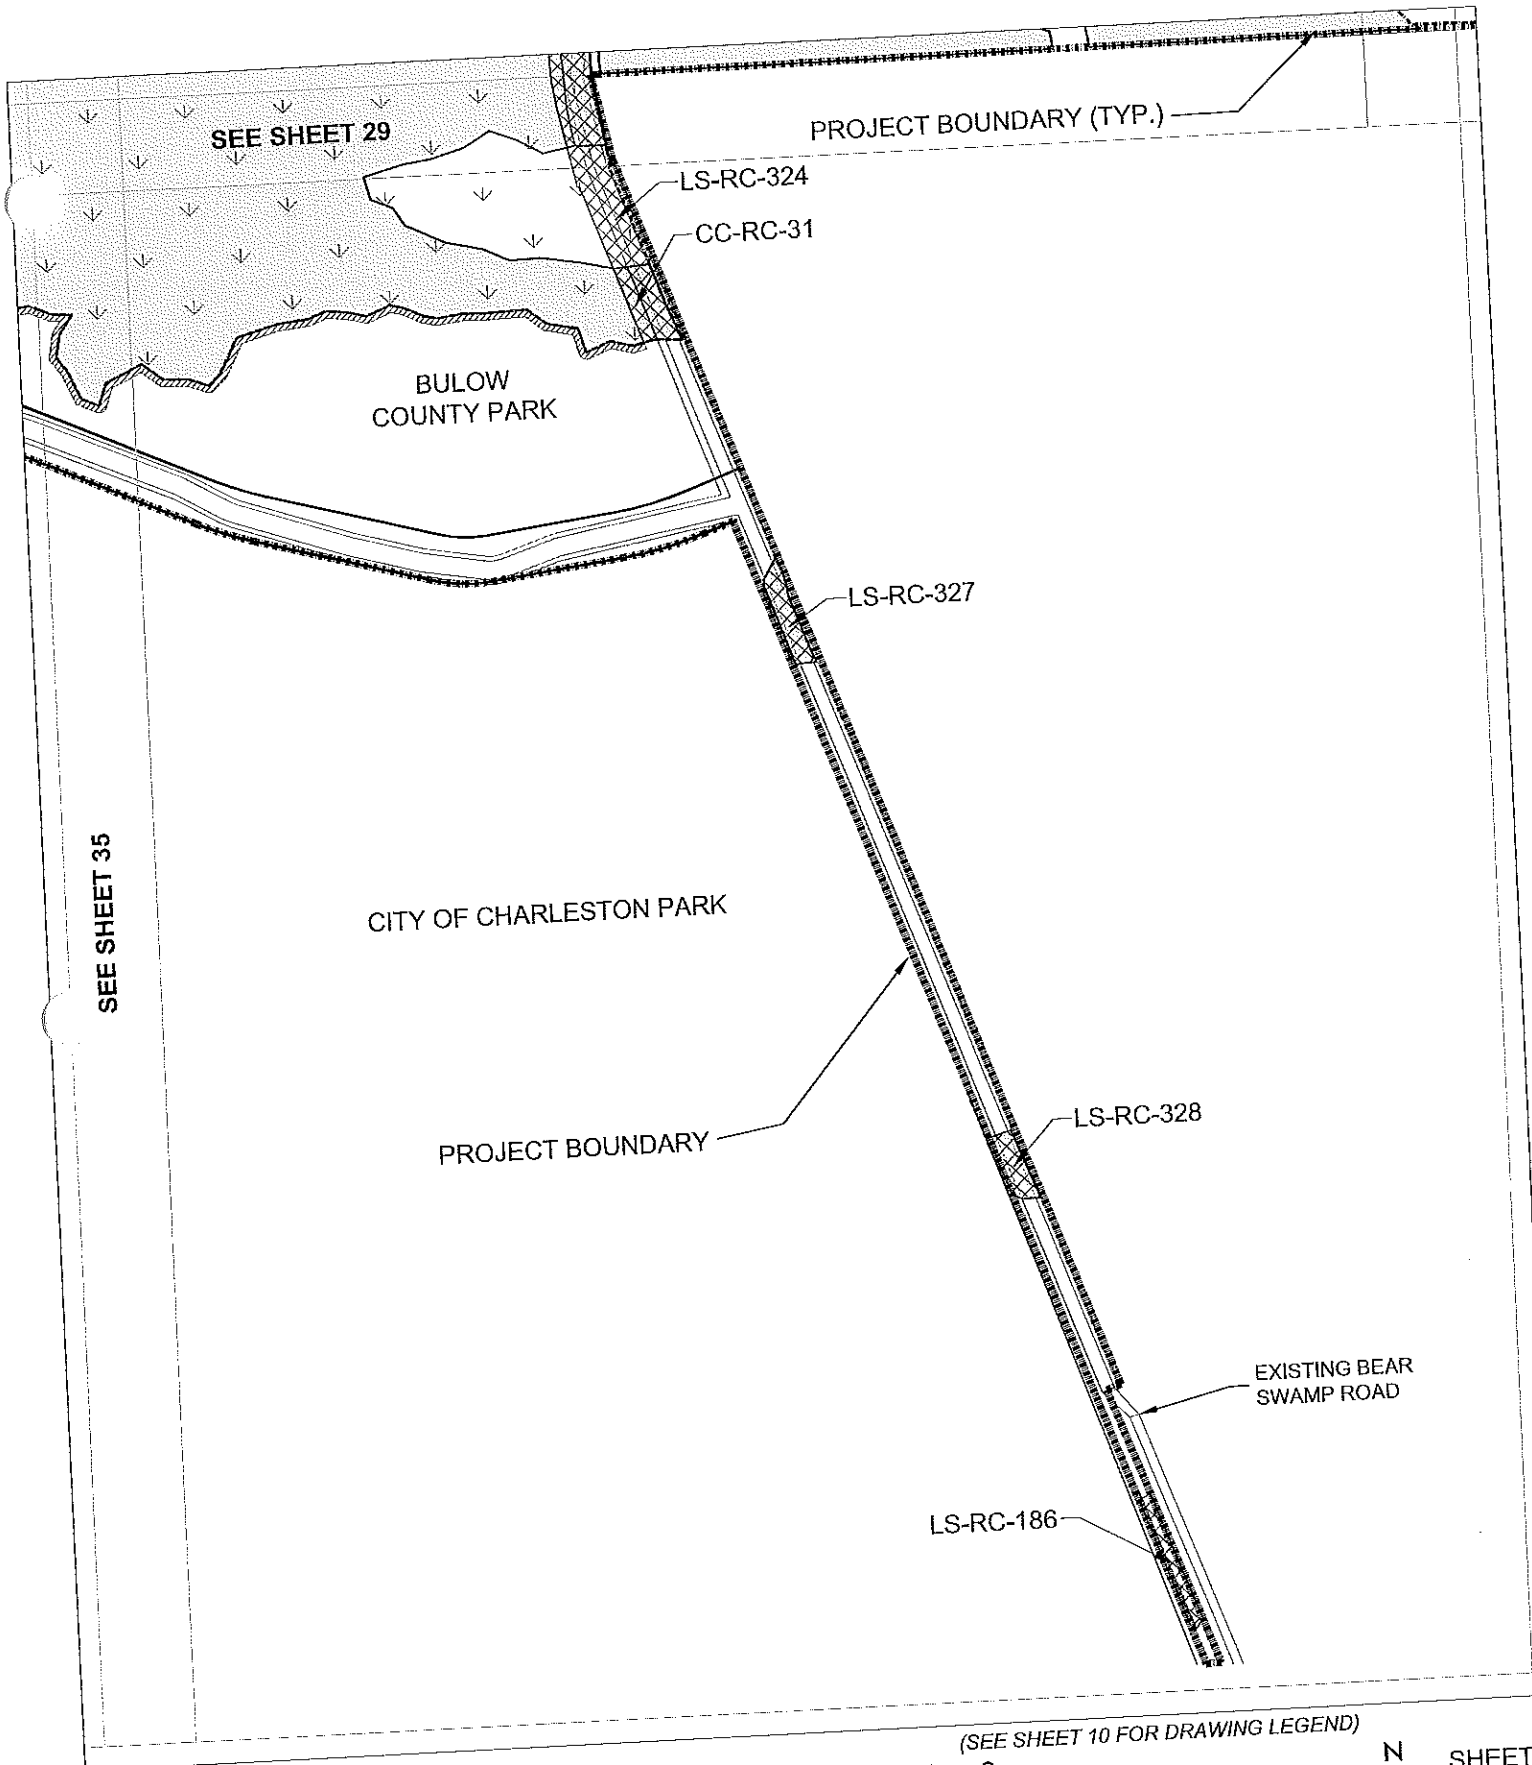 SEE SHEET 29
PROJECT BOUNDARY (TYP.)
LS-RC-324
CC-RC-31
BULOW
COUNTY PARK
LS-RC-327
SEE SHEET 35
CITY OF CHARLESTON PARK
PROJECT BOUNDARY
LS-RC-328
EXISTING BEAR
SWAMP ROAD
LS-RC-186
(SEE SHEET 10 FOR DRAWING LEGEND)
N
SHEET